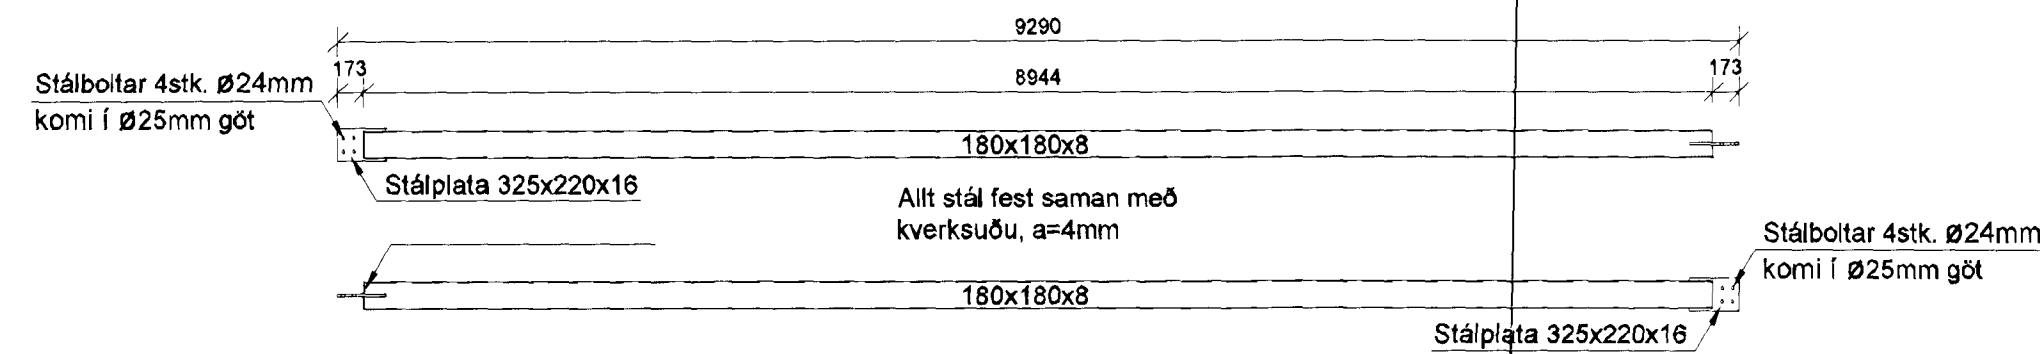 9290
173
8944
173
Stálboltar 4stk. Ø24mm
komi í Ø25mm göt
180x180x8
Stálplata 325x220x16
Allt stál fest saman með
kverksuðu, a=4mm
Stálboltar 4stk. Ø24mm
komi í Ø25mm göt
180x180x8
Stálplata 325x220x16